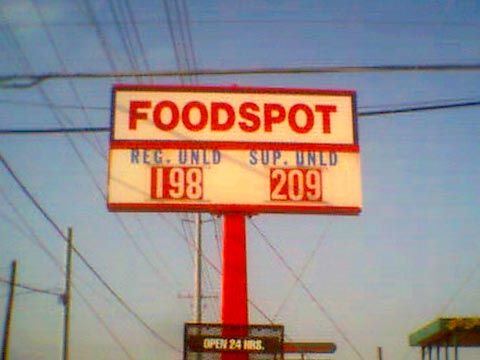 FOODSPOT
REG. UNLD SUP. UNLD
198 209
OPEN 24 HRS.